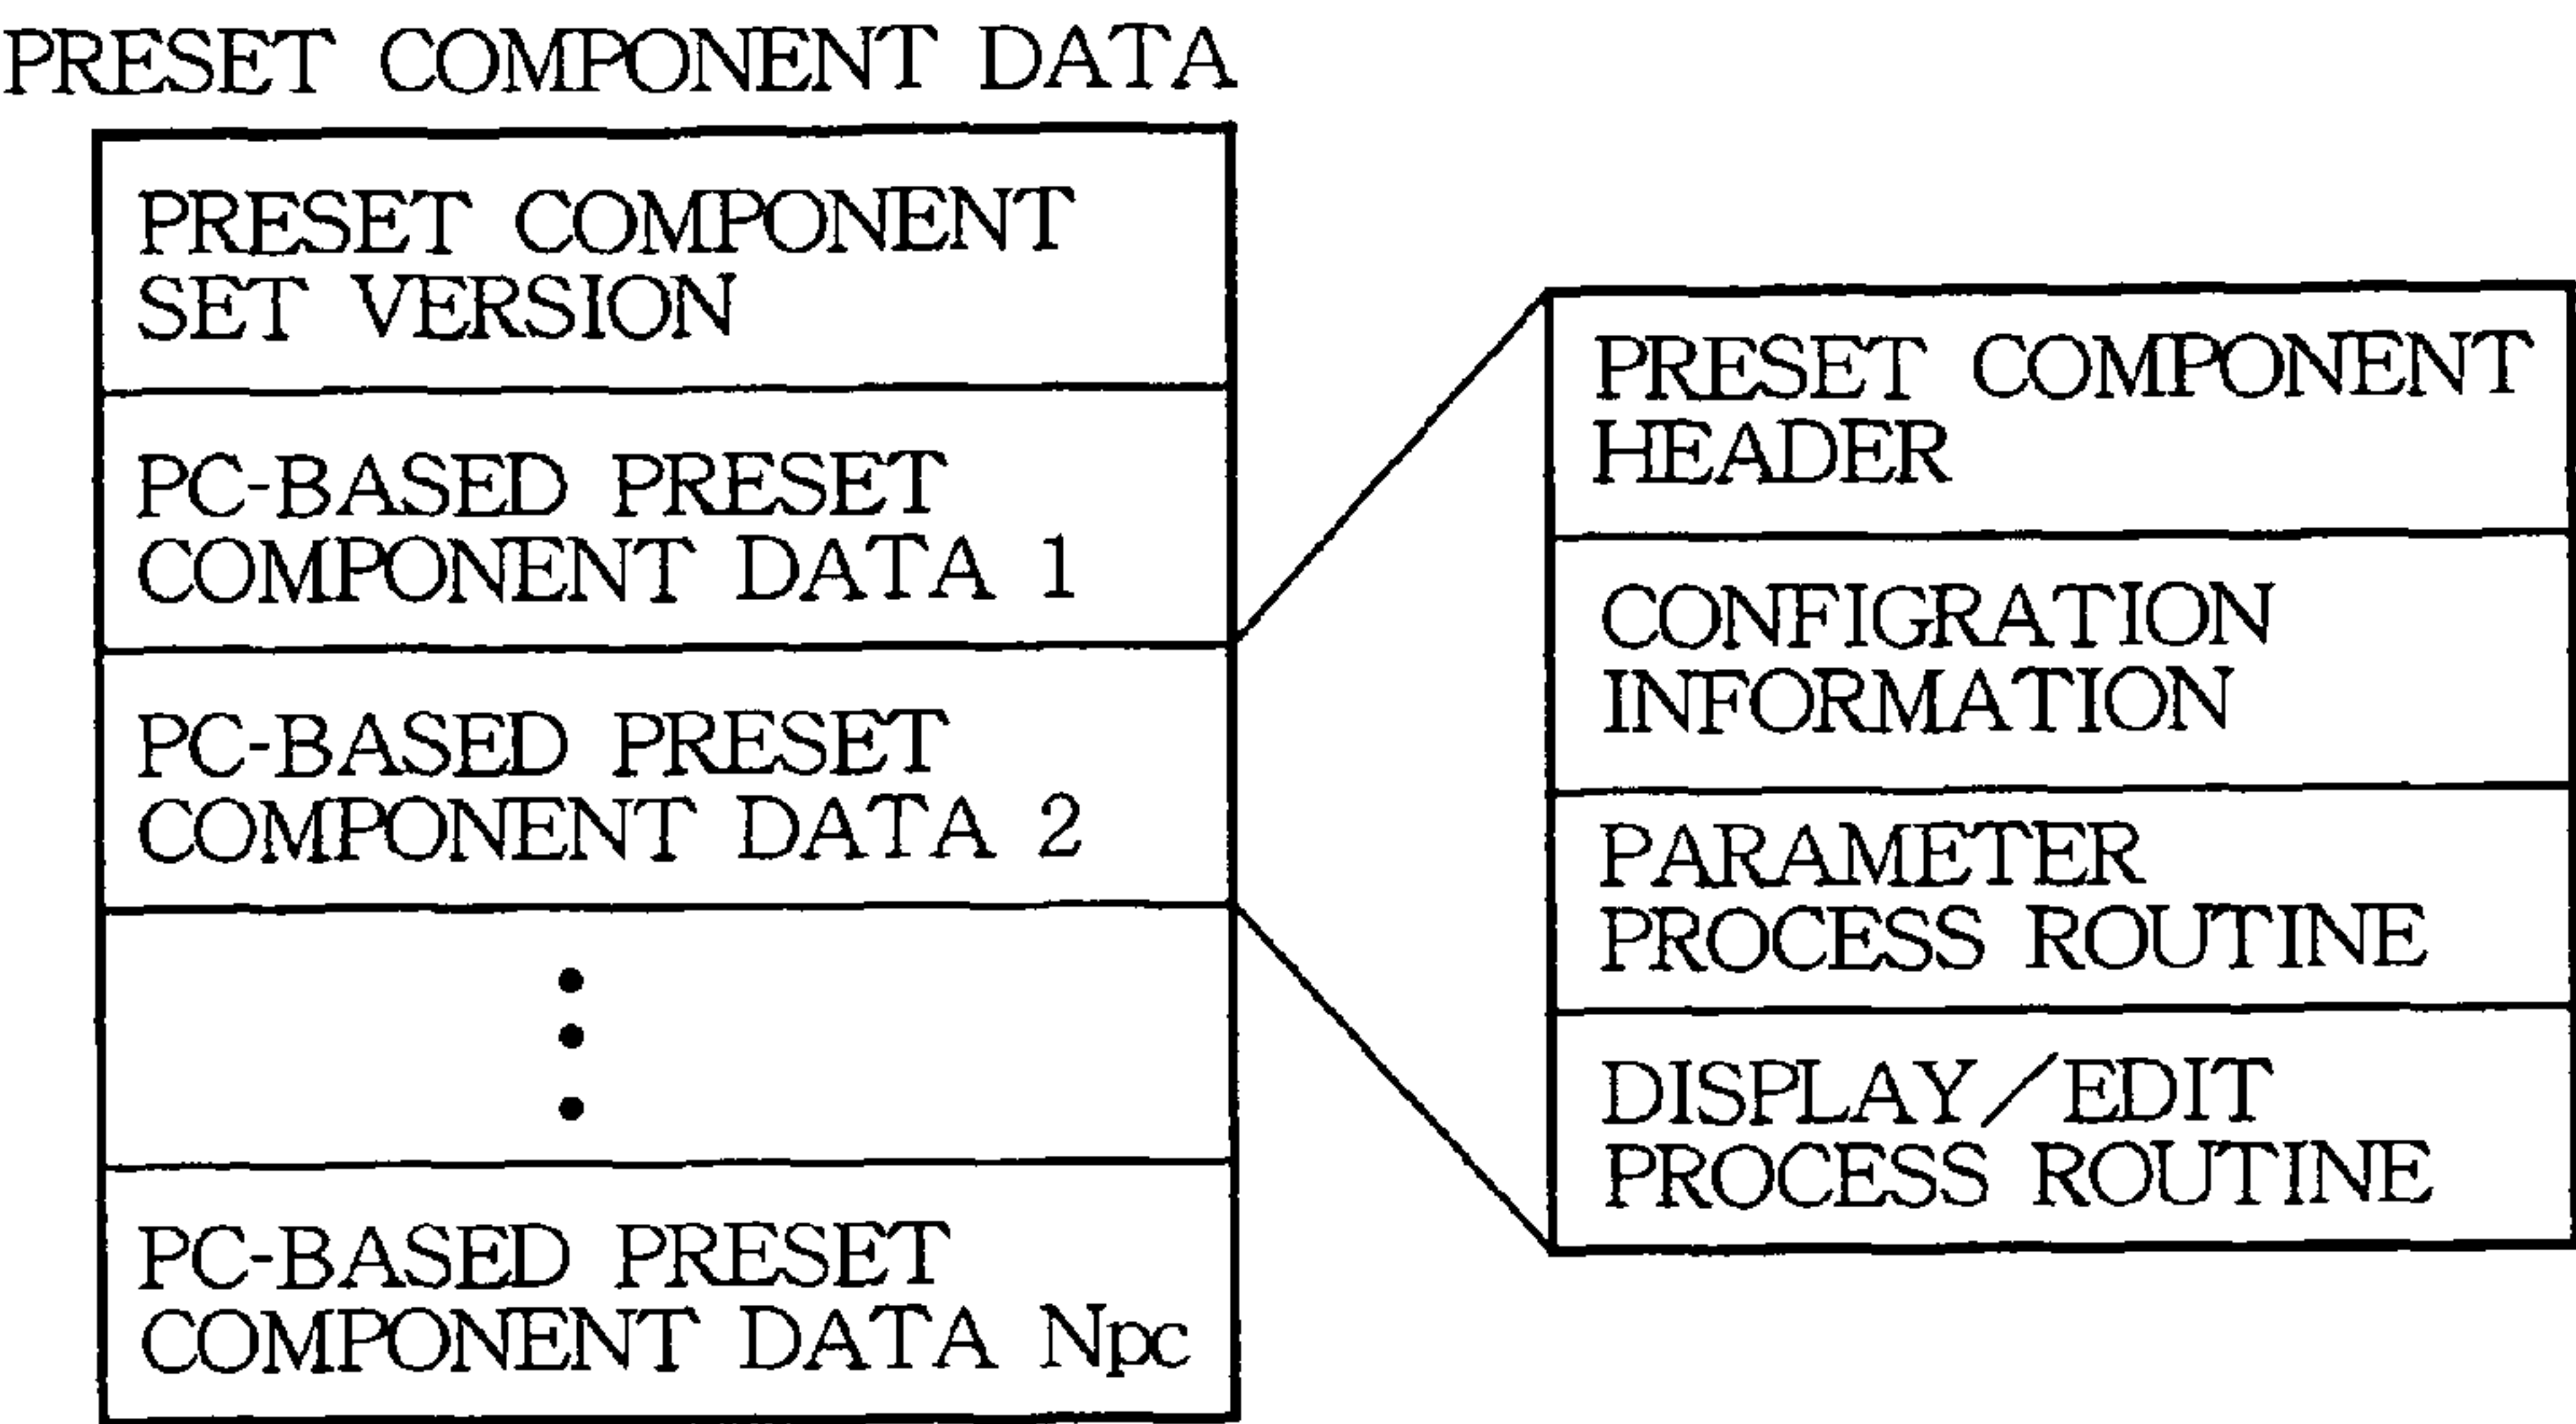 PRESET COMPONENT DATA
PRESET COMPONENT
SET VERSION
PC-BASED PRESET
COMPONENT DATA 1
PC-BASED PRESET
COMPONENT DATA 2
PC-BASED PRESET
COMPONENT DATA Npc
PRESET COMPONENT
HEADER
CONFIGRATION
INFORMATION
PARAMETER
PROCESS ROUTINE
DISPLAY/EDIT
PROCESS ROUTINE